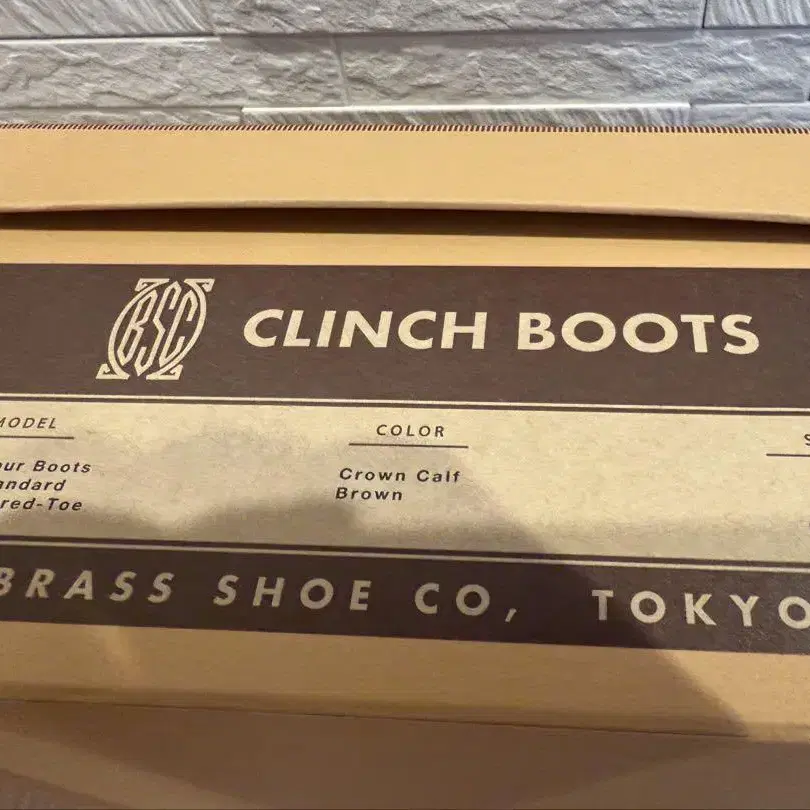 BSC CLINCH BOOTS
MODEL
COLOR
our Boots
andard
red-Toe
Crown Calf
Brown
BRASS SHOE CO, TOKYO